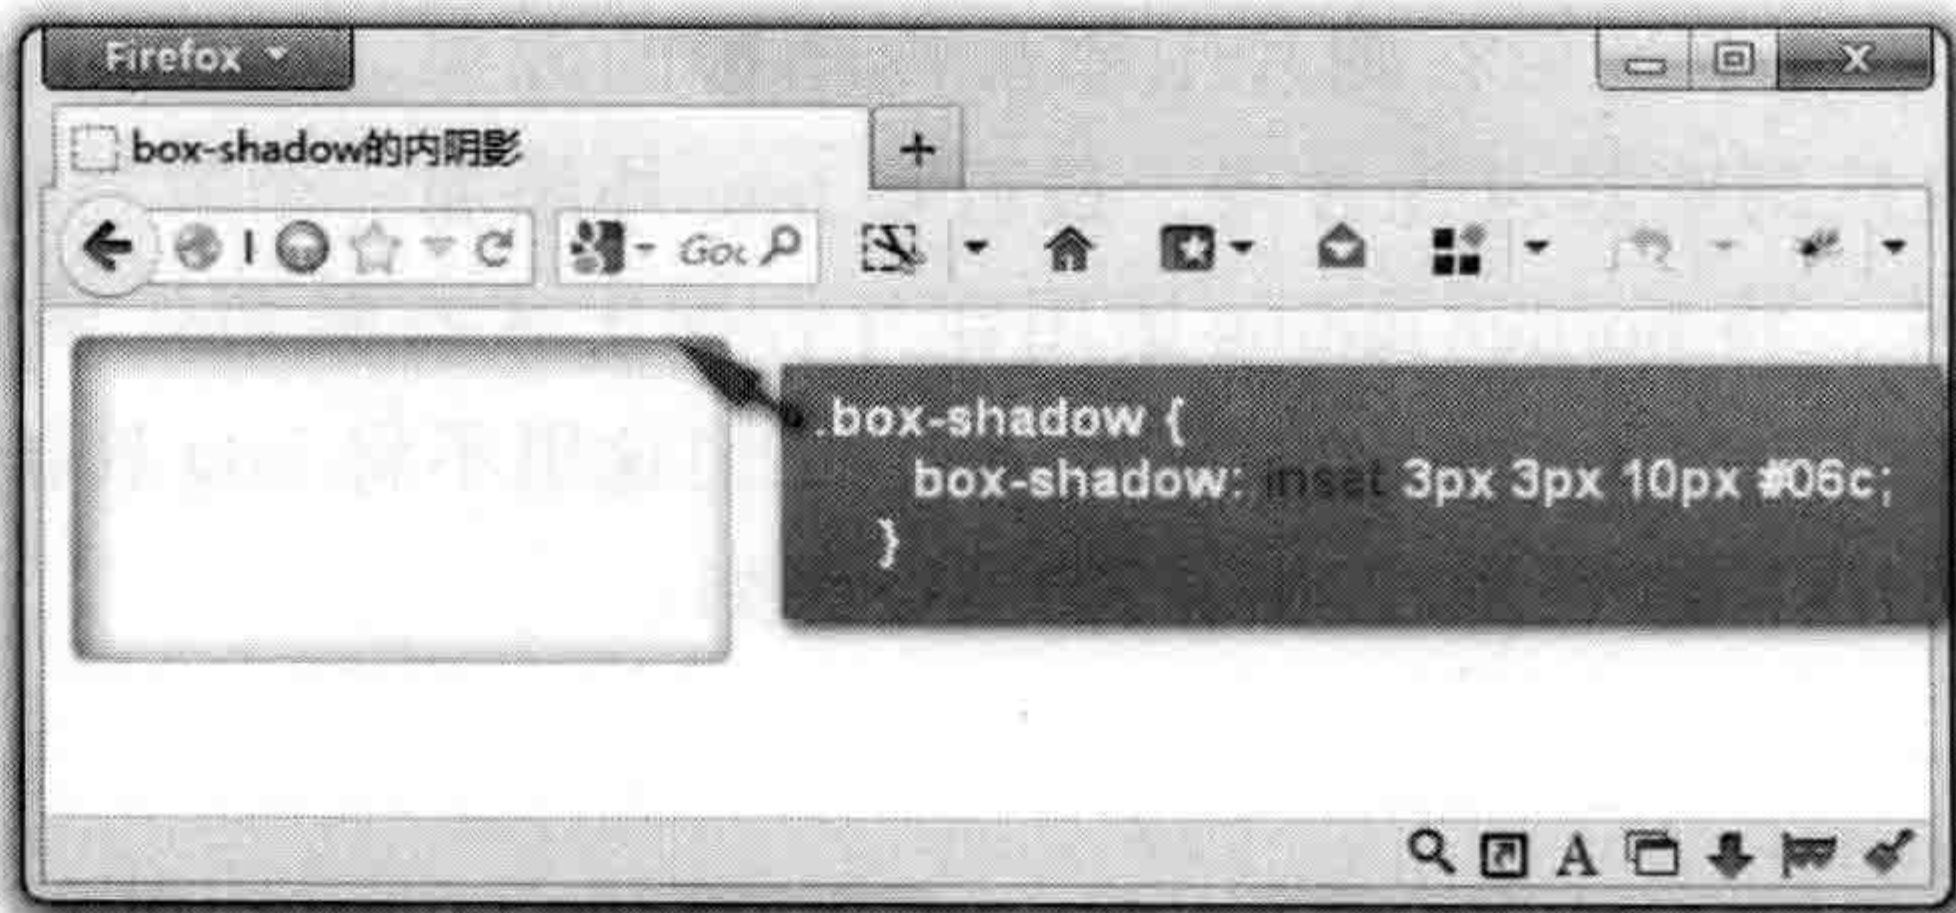 Firefox
box-shadow的内阴影
+
.box-shadow {
box-shadow: inset 3px 3px 10px #06c;
}
A